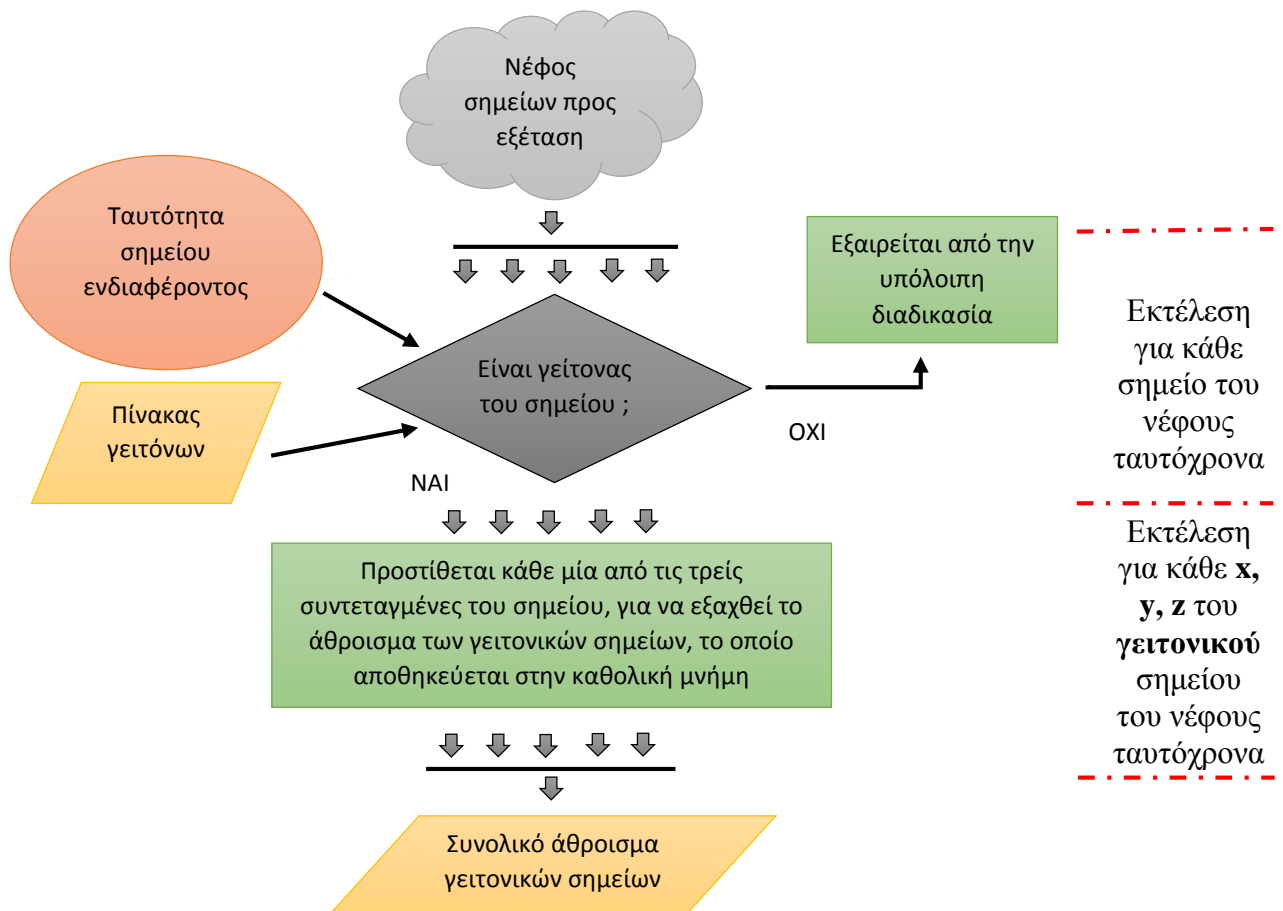 Νέφος
σημείων προς
εξέταση
Ταυτότητα
σημείου
ενδιαφέροντος
Εξαιρείται από την
υπόλοιπη
διαδικασία
Πίνακας
γειτόνων
Είναι γείτονας
του σημείου ;
ΟΧΙ
ΝΑΙ
Εκτέλεση
για κάθε
σημείο του
νέφους
ταυτόχρονα
Προστίθεται κάθε μία από τις τρείς
συντεταγμένες του σημείου, για να εξαχθεί το
άθροισμα των γειτονικών σημείων, το οποίο
αποθηκεύεται στην καθολική μνήμη
Εκτέλεση
για κάθε x,
y, z του
γειτονικού
σημείου
του νέφους
ταυτόχρονα
Συνολικό άθροισμα
γειτονικών σημείων